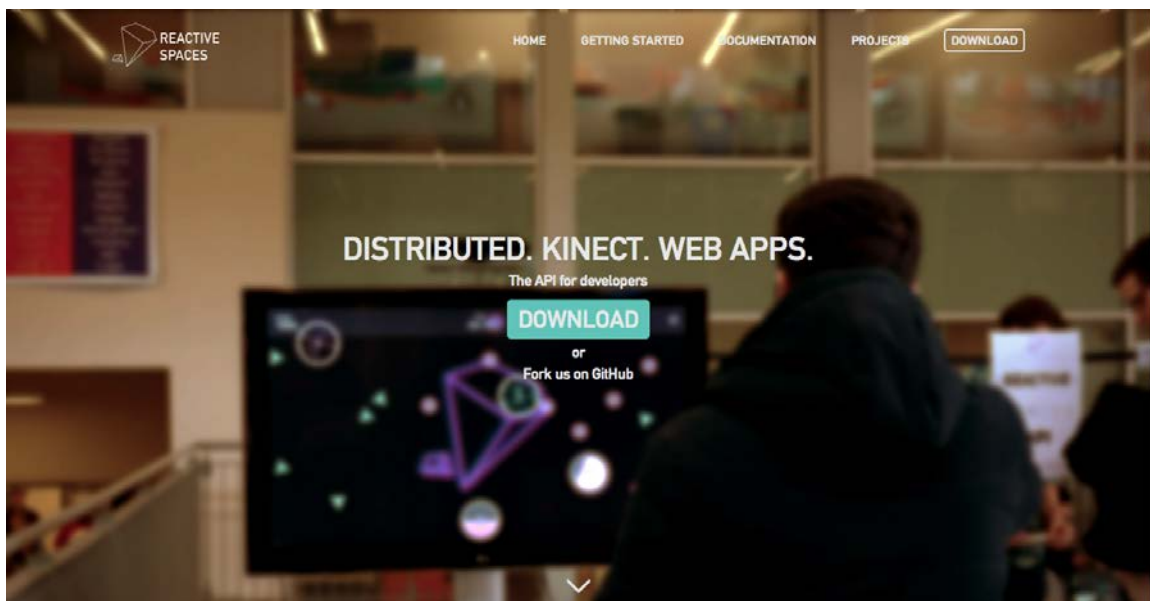 REACTIVE
SPACES
HOME GETTING STARTED DOCUMENTATION PROJECTS DOWNLOAD
DISTRIBUTED. KINECT. WEB APPS.
The API for developers
DOWNLOAD
or
Fork us on GitHub
REACTIVE